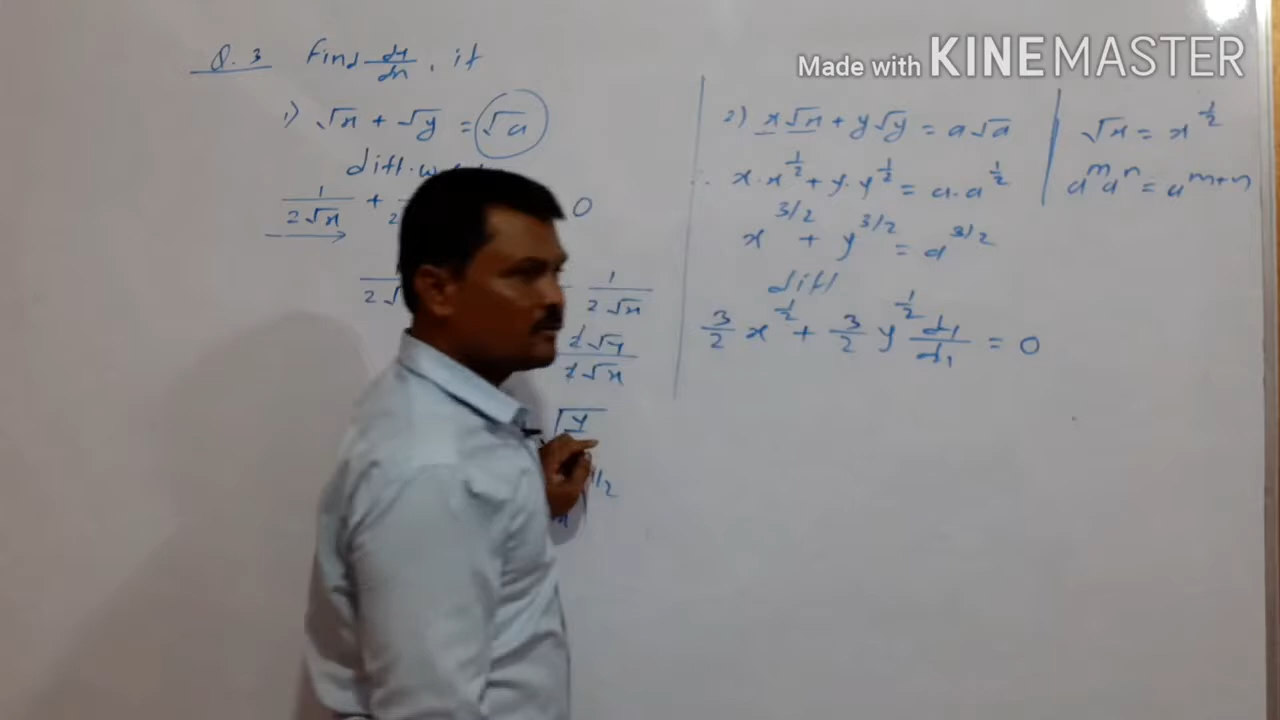 Made with KINEMASTER
Q. 3 Find dy/dx, if
1) √x + √y = √a
diff. w.
1/2√x + 0
1/2√x
2√y/2√x
√y
1/2
2) x√x + y√y = a√a
∴ x·x^1/2 + y·y^1/2 = a·a^1/2
x^3/2 + y^3/2 = a^3/2
diff
3/2 x^1/2 + 3/2 y^1/2 dy/dx = 0
√x = x^1/2
a^m a^n = a^m+n